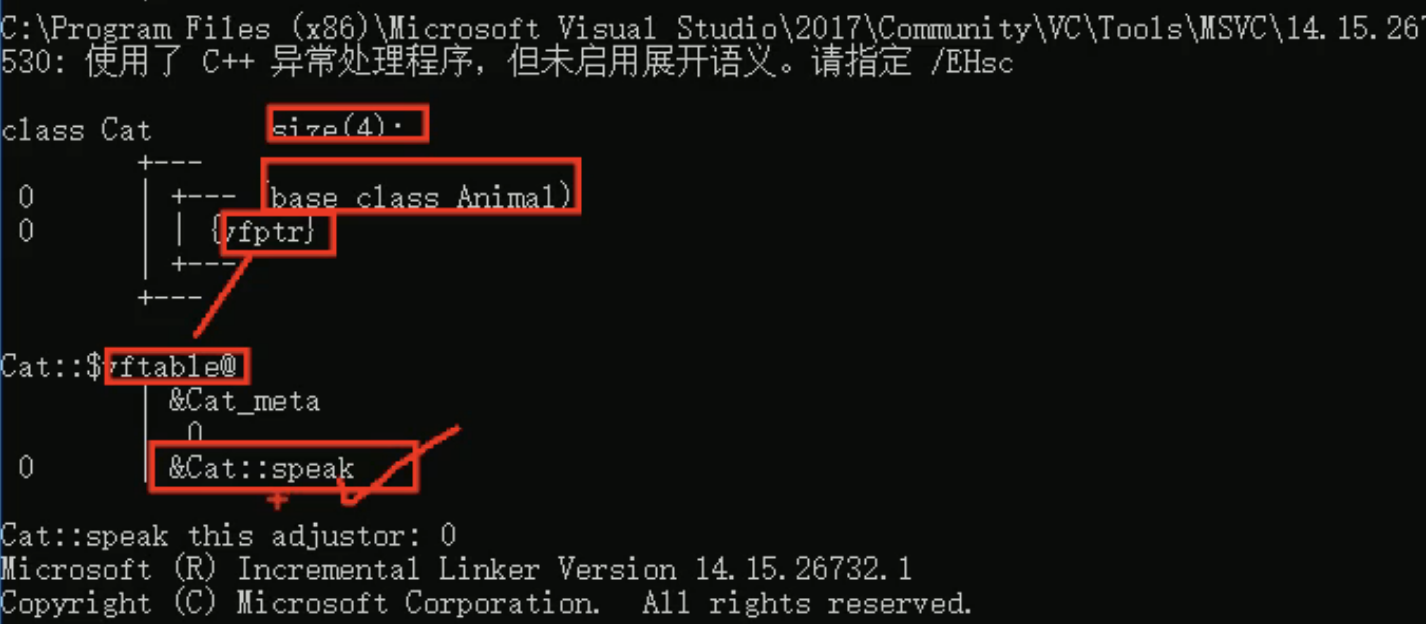 C:\Program Files (x86)\Microsoft Visual Studio\2017\Community\VC\Tools\MSVC\14.15.26
530: 使用了 C++ 异常处理程序，但未启用展开语义。请指定 /EHsc
class Cat size(4):
+---
0 | +--- (base class Animal)
0 | | {vfptr}
| +---
+---
Cat::$vftable@
| &Cat_meta
| 0
0 | &Cat::speak
Cat::speak this adjustor: 0
Microsoft (R) Incremental Linker Version 14.15.26732.1
Copyright (C) Microsoft Corporation.  All rights reserved.